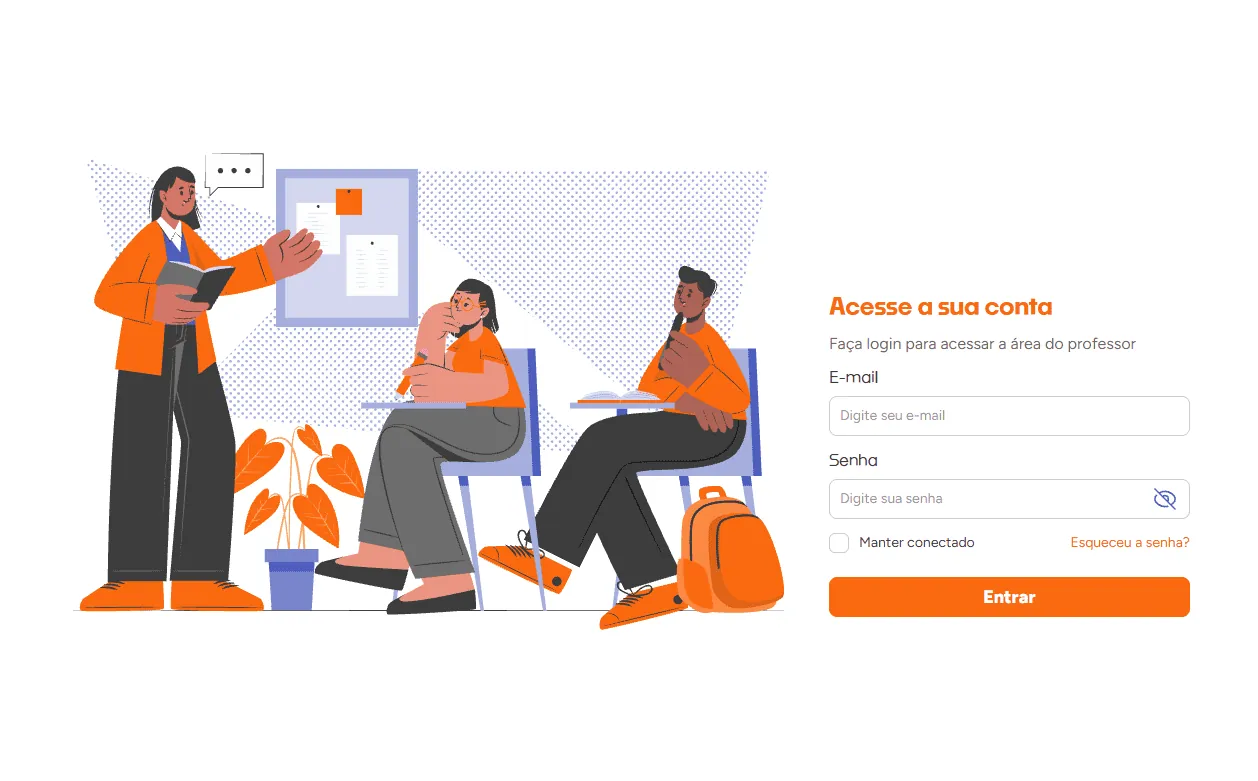 Acesse a sua conta
Faça login para acessar a área do professor
E-mail
Digite seu e-mail
Senha
Digite sua senha
Manter conectado
Esqueceu a senha?
Entrar